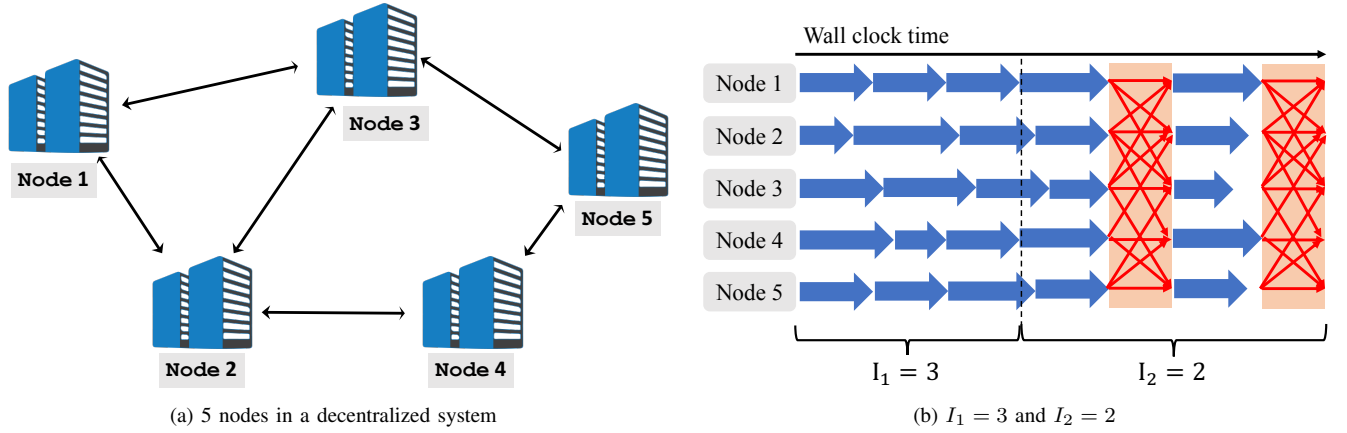 Node 1
Node 3
Node 5
Node 2
Node 4
(a) 5 nodes in a decentralized system
Wall clock time
Node 1
Node 2
Node 3
Node 4
Node 5
I₁ = 3
I₂ = 2
(b) I₁ = 3 and I₂ = 2